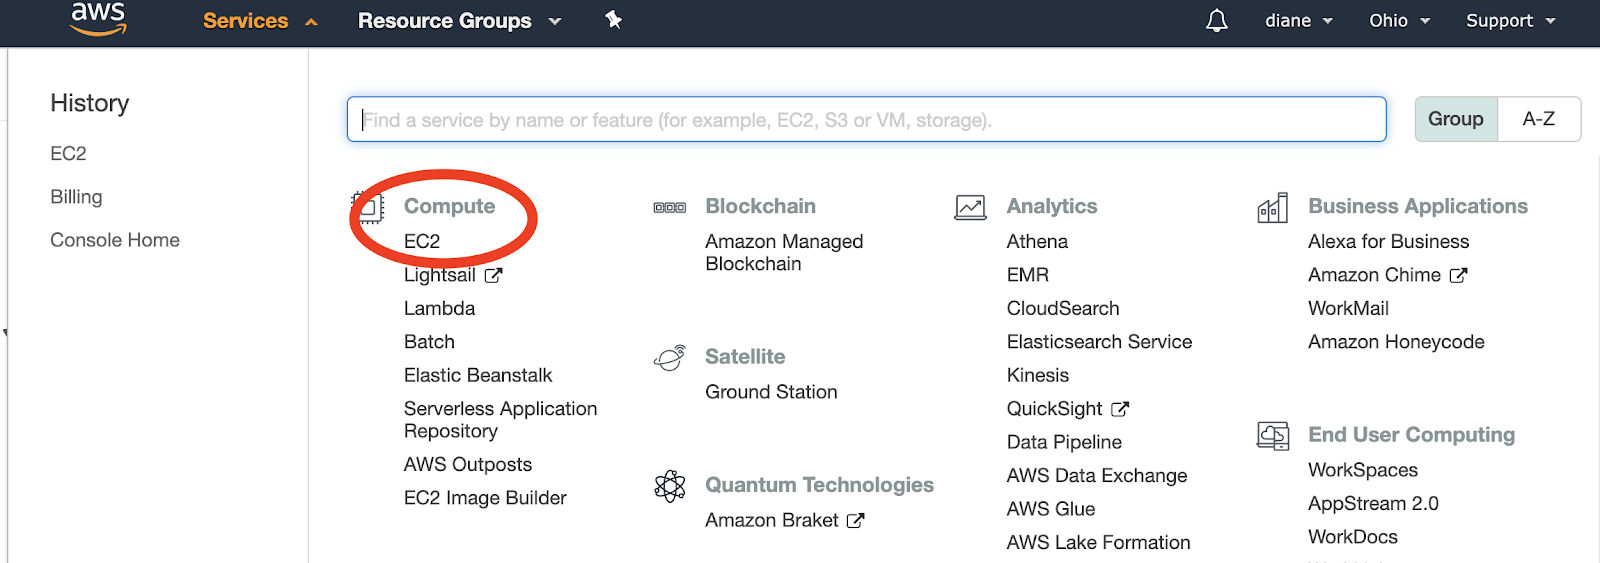 aws
Services
Resource Groups
diane
Ohio
Support
History
EC2
Billing
Console Home
Find a service by name or feature (for example, EC2, S3 or VM, storage).
Group
A-Z
Compute
EC2
Lightsail
Lambda
Batch
Elastic Beanstalk
Serverless Application
Repository
AWS Outposts
EC2 Image Builder
Blockchain
Amazon Managed
Blockchain
Satellite
Ground Station
Quantum Technologies
Amazon Braket
Analytics
Athena
EMR
CloudSearch
Elasticsearch Service
Kinesis
QuickSight
Data Pipeline
AWS Data Exchange
AWS Glue
AWS Lake Formation
Business Applications
Alexa for Business
Amazon Chime
WorkMail
Amazon Honeycode
End User Computing
WorkSpaces
AppStream 2.0
WorkDocs